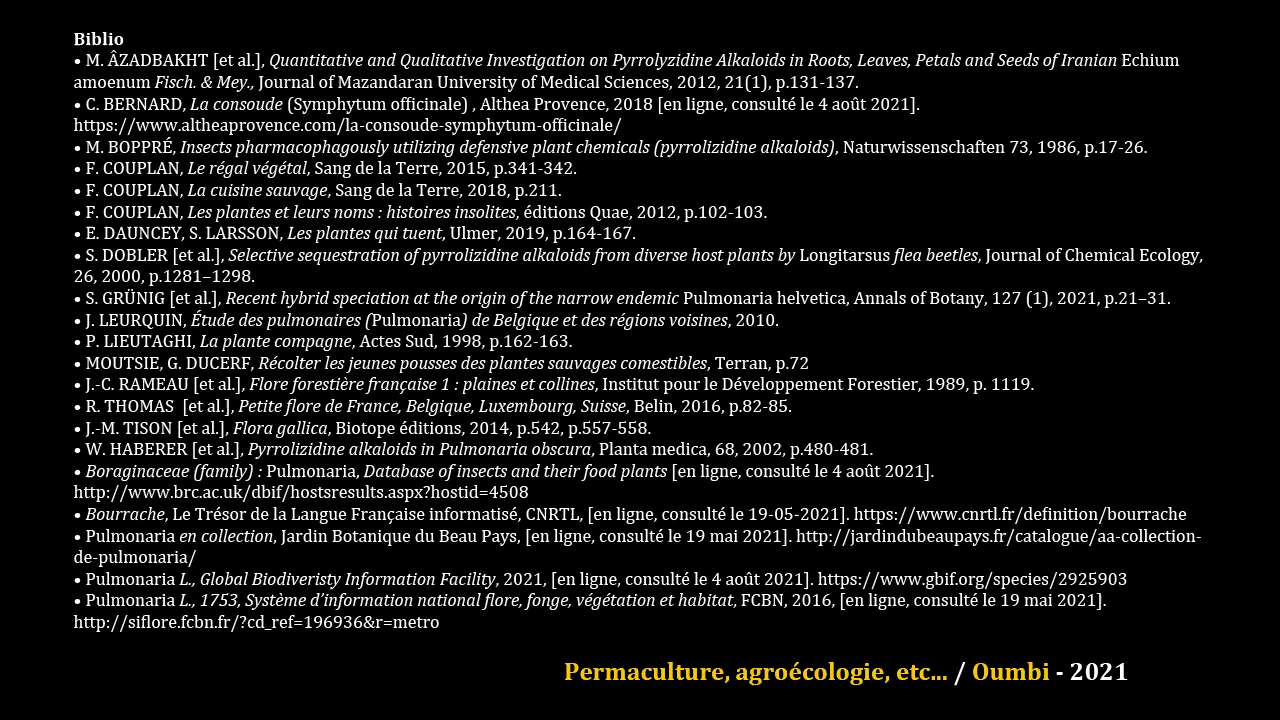 Biblio
• M. ÂZADBAKHT [et al.], Quantitative and Qualitative Investigation on Pyrrolyzidine Alkaloids in Roots, Leaves, Petals and Seeds of Iranian Echium
amoenum Fisch. & Mey., Journal of Mazandaran University of Medical Sciences, 2012, 21(1), p.131-137.
• C. BERNARD, La consoude (Symphytum officinale) , Althea Provence, 2018 [en ligne, consulté le 4 août 2021].
https://www.altheaprovence.com/la-consoude-symphytum-officinale/
• M. BOPPRÉ, Insects pharmacophagously utilizing defensive plant chemicals (pyrrolizidine alkaloids), Naturwissenschaften 73, 1986, p.17-26.
• F. COUPLAN, Le régal végétal, Sang de la Terre, 2015, p.341-342.
• F. COUPLAN, La cuisine sauvage, Sang de la Terre, 2018, p.211.
• F. COUPLAN, Les plantes et leurs noms : histoires insolites, éditions Quae, 2012, p.102-103.
• E. DAUNCEY, S. LARSSON, Les plantes qui tuent, Ulmer, 2019, p.164-167.
• S. DOBLER [et al.], Selective sequestration of pyrrolizidine alkaloids from diverse host plants by Longitarsus flea beetles, Journal of Chemical Ecology,
26, 2000, p.1281–1298.
• S. GRÜNIG [et al.], Recent hybrid speciation at the origin of the narrow endemic Pulmonaria helvetica, Annals of Botany, 127 (1), 2021, p.21–31.
• J. LEURQUIN, Étude des pulmonaires (Pulmonaria) de Belgique et des régions voisines, 2010.
• P. LIEUTAGHI, La plante compagne, Actes Sud, 1998, p.162-163.
• MOUTSIE, G. DUCERF, Récolter les jeunes pousses des plantes sauvages comestibles, Terran, p.72
• J.-C. RAMEAU [et al.], Flore forestière française 1 : plaines et collines, Institut pour le Développement Forestier, 1989, p. 1119.
• R. THOMAS  [et al.], Petite flore de France, Belgique, Luxembourg, Suisse, Belin, 2016, p.82-85.
• J.-M. TISON [et al.], Flora gallica, Biotope éditions, 2014, p.542, p.557-558.
• W. HABERER [et al.], Pyrrolizidine alkaloids in Pulmonaria obscura, Planta medica, 68, 2002, p.480-481.
• Boraginaceae (family) : Pulmonaria, Database of insects and their food plants [en ligne, consulté le 4 août 2021].
http://www.brc.ac.uk/dbif/hostsresults.aspx?hostid=4508
• Bourrache, Le Trésor de la Langue Française informatisé, CNRTL, [en ligne, consulté le 19-05-2021]. https://www.cnrtl.fr/definition/bourrache
• Pulmonaria en collection, Jardin Botanique du Beau Pays, [en ligne, consulté le 19 mai 2021]. http://jardindubeaupays.fr/catalogue/aa-collection-
de-pulmonaria/
• Pulmonaria L., Global Biodiveristy Information Facility, 2021, [en ligne, consulté le 4 août 2021]. https://www.gbif.org/species/2925903
• Pulmonaria L., 1753, Système d’information national flore, fonge, végétation et habitat, FCBN, 2016, [en ligne, consulté le 19 mai 2021].
http://siflore.fcbn.fr/?cd_ref=196936&r=metro
Permaculture, agroécologie, etc... / Oumbi - 2021